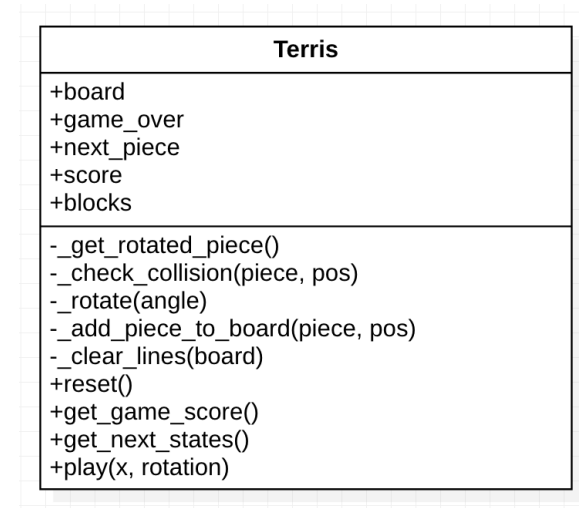 Terris
+board
+game_over
+next_piece
+score
+blocks
-_get_rotated_piece()
-_check_collision(piece, pos)
-_rotate(angle)
-_add_piece_to_board(piece, pos)
-_clear_lines(board)
+reset()
+get_game_score()
+get_next_states()
+play(x, rotation)